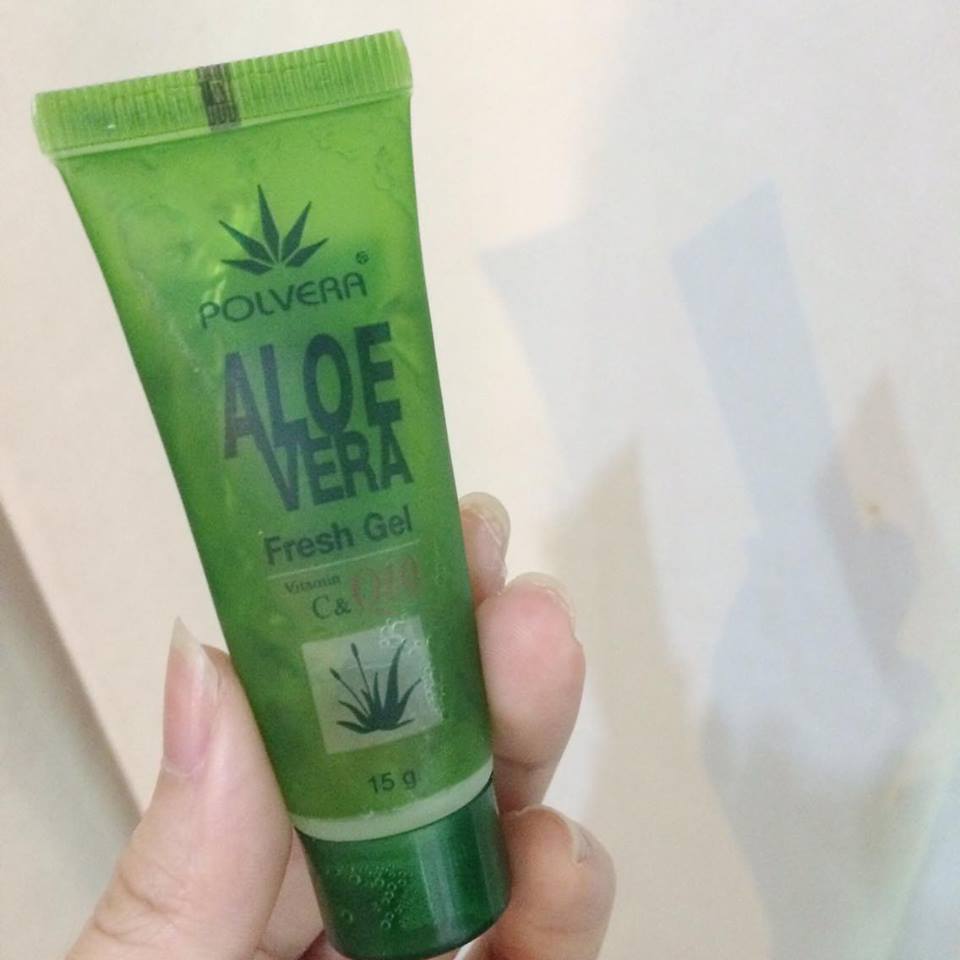 POLVERA®
ALOE
VERA
Fresh Gel
Vitamin
C & Q10
15 g